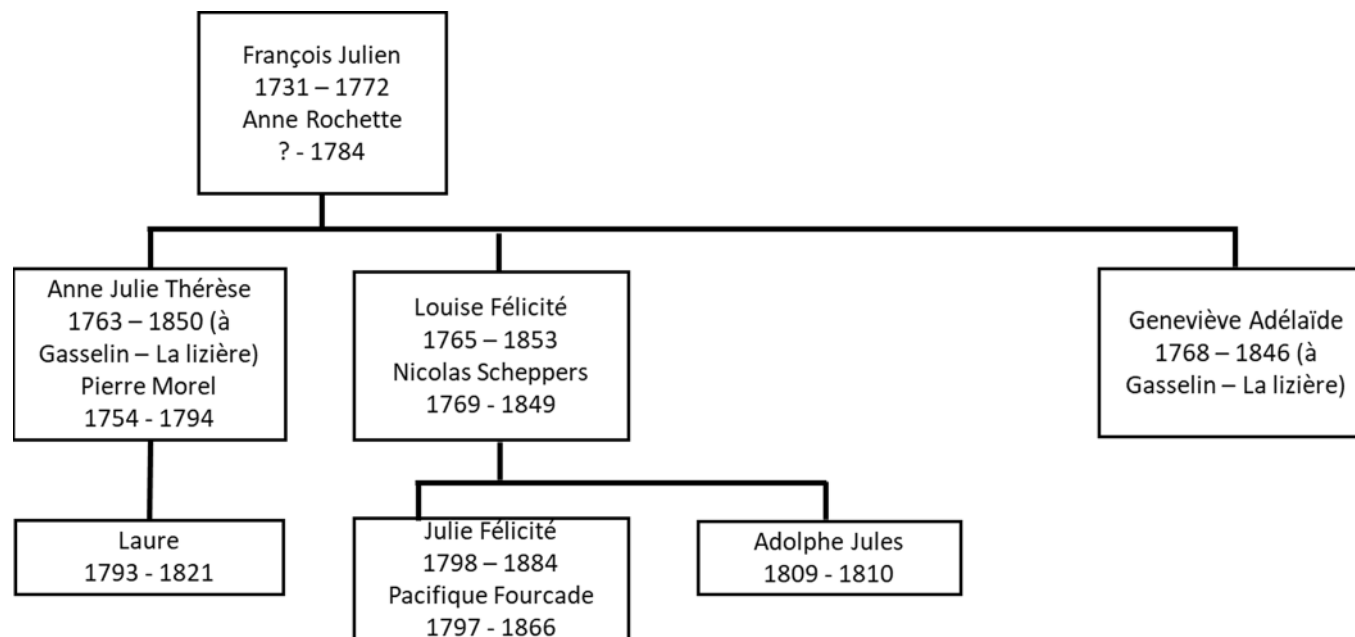 François Julien
1731 – 1772
Anne Rochette
? - 1784
Anne Julie Thérèse
1763 – 1850 (à
Gasselin – La lizière)
Pierre Morel
1754 - 1794
Louise Félicité
1765 – 1853
Nicolas Scheppers
1769 - 1849
Geneviève Adélaïde
1768 – 1846 (à
Gasselin – La lizière)
Laure
1793 - 1821
Julie Félicité
1798 – 1884
Pacifique Fourcade
1797 - 1866
Adolphe Jules
1809 - 1810